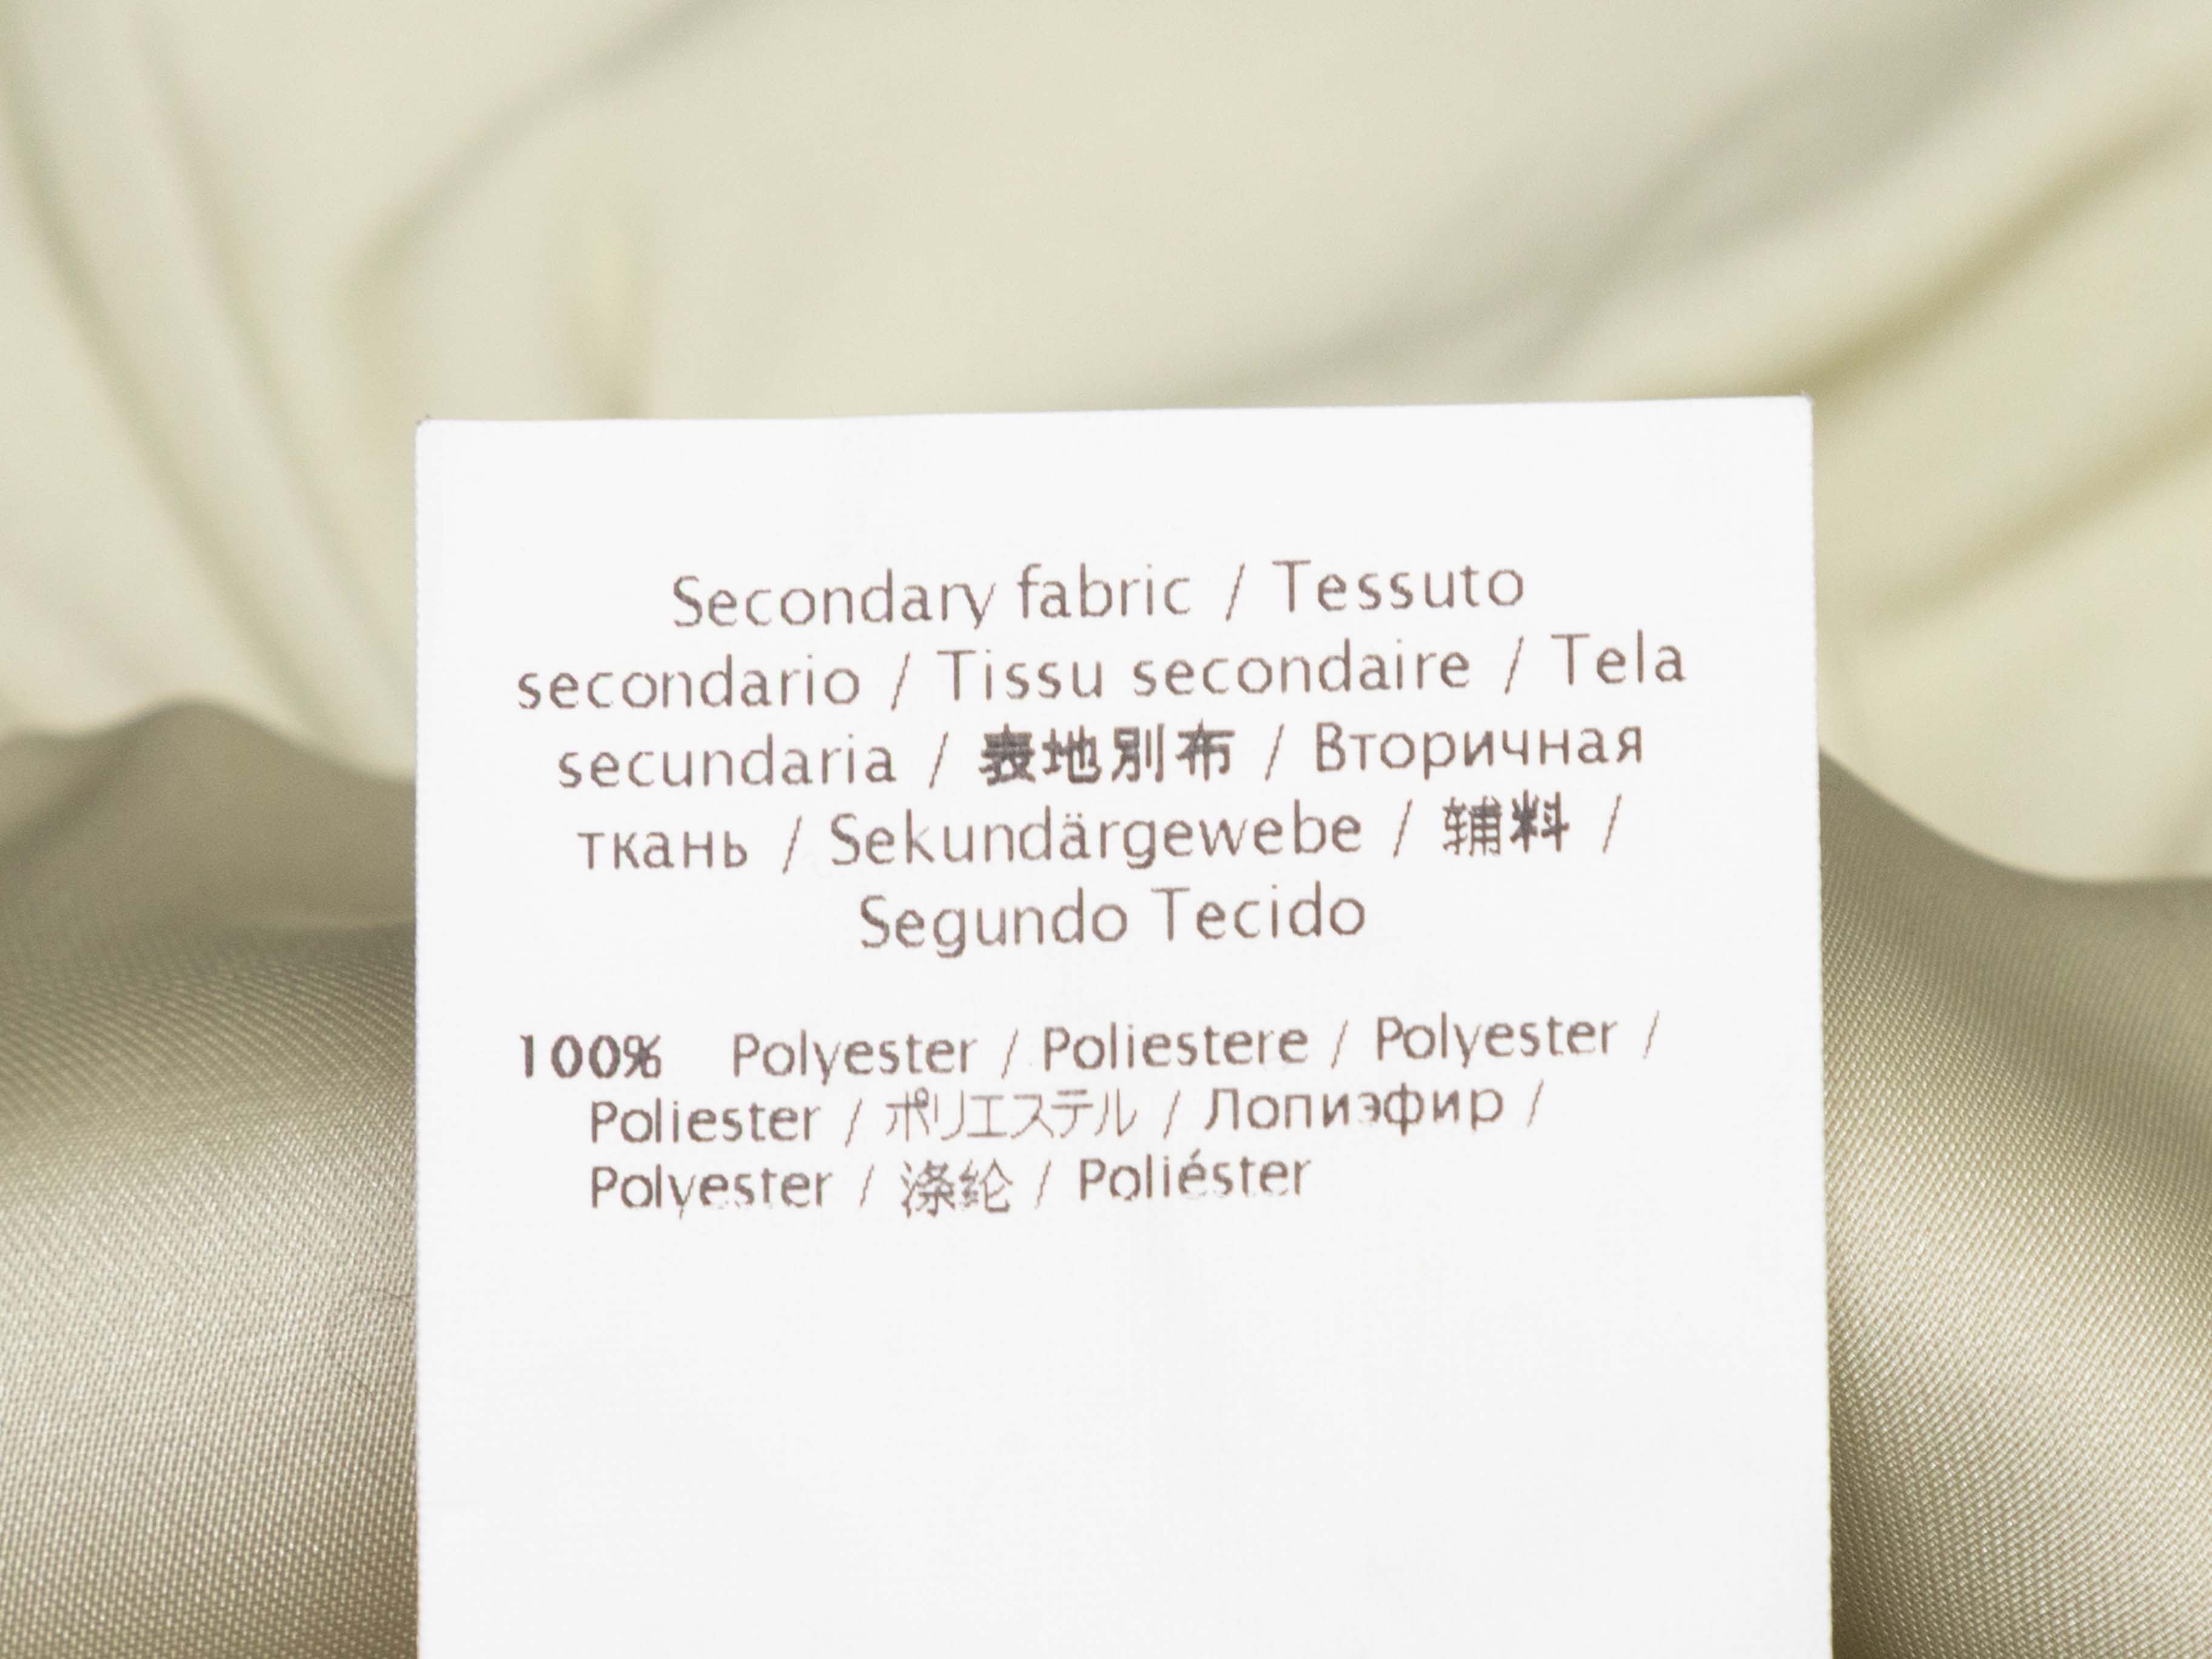 Secondary fabric / Tessuto
secondario / Tissu secondaire / Tela
secundaria / 表地別布 / Вторичная
ткань / Sekundärgewebe / 辅料 /
Segundo Tecido
100% Polyester / Poliestere / Polyester /
Poliester / ポリエステル / Лопиэфир /
Polyester / 涤纶 / Poliéster